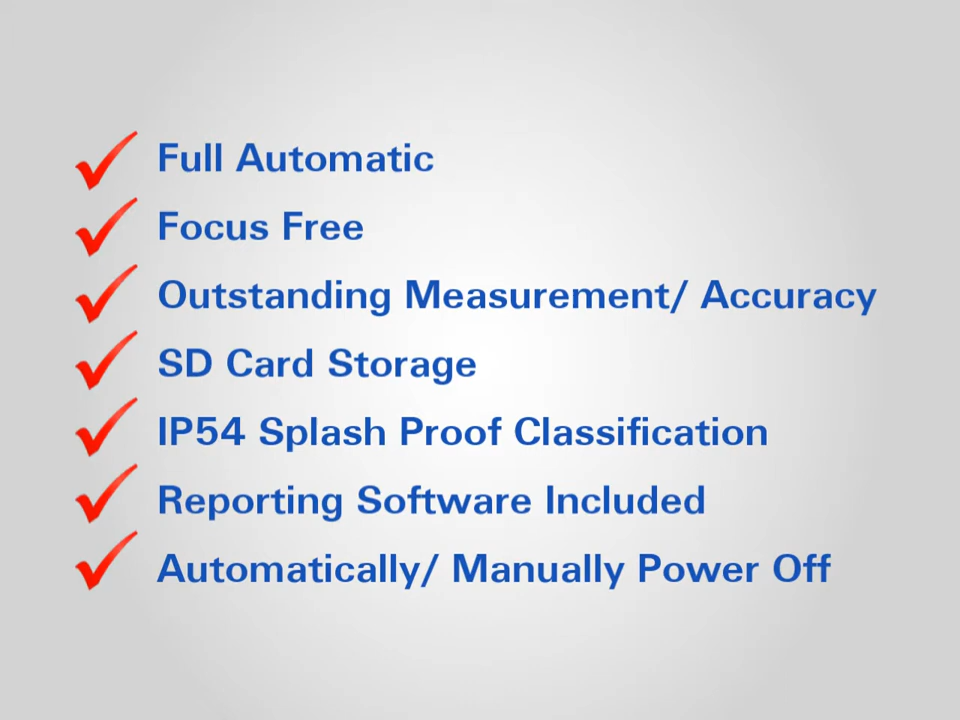 Full Automatic
Focus Free
Outstanding Measurement/ Accuracy
SD Card Storage
IP54 Splash Proof Classification
Reporting Software Included
Automatically/ Manually Power Off